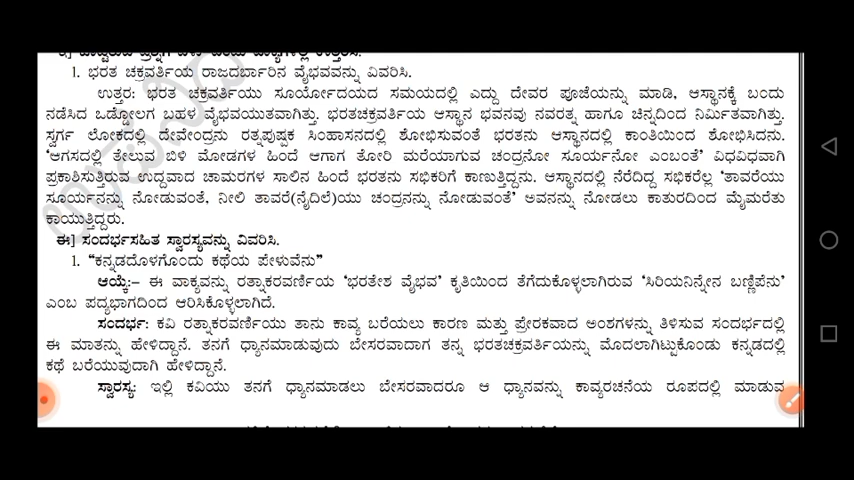 1. ಭರತ ಚಕ್ರವರ್ತಿಯ ರಾಜದರ್ಬಾರಿನ ವೈಭವವನ್ನು ವಿವರಿಸಿ.
ಉತ್ತರ: ಭರತ ಚಕ್ರವರ್ತಿಯು ಸೂರ್ಯೋದಯದ ಸಮಯದಲ್ಲಿ ಎದ್ದು ದೇವರ ಪೂಜೆಯನ್ನು ಮಾಡಿ, ಆಸ್ಥಾನಕ್ಕೆ ಬಂದು
ನಡೆಸಿದ ಒಡ್ಡೋಲಗ ಬಹಳ ವೈಭವಯುತವಾಗಿತ್ತು. ಭರತಚಕ್ರವರ್ತಿಯ ಆಸ್ಥಾನ ಭವನವು ನವರತ್ನ ಹಾಗೂ ಚಿನ್ನದಿಂದ ನಿರ್ಮಿತವಾಗಿತ್ತು.
ಸ್ವರ್ಗ ಲೋಕದಲ್ಲಿ ದೇವೇಂದ್ರನು ರತ್ನಪುಷ್ಪಕ ಸಿಂಹಾಸನದಲ್ಲಿ ಶೋಭಿಸುವಂತೆ ಭರತನು ಆಸ್ಥಾನದಲ್ಲಿ ಕಾಂತಿಯಿಂದ ಶೋಭಿಸಿದನು.
‘ಆಗಸದಲ್ಲಿ ತೇಲುವ ಬಿಳಿ ಮೋಡಗಳ ಹಿಂದೆ ಆಗಾಗ ತೋರಿ ಮರೆಯಾಗುವ ಚಂದ್ರನೋ ಸೂರ್ಯನೋ ಎಂಬಂತೆ’ ವಿಧವಿಧವಾಗಿ
ಪ್ರಕಾಶಿಸುತ್ತಿರುವ ಉದ್ದವಾದ ಚಾಮರಗಳ ಸಾಲಿನ ಹಿಂದೆ ಭರತನು ಸಭಿಕರಿಗೆ ಕಾಣುತ್ತಿದ್ದನು. ಆಸ್ಥಾನದಲ್ಲಿ ನೆರೆದಿದ್ದ ಸಭಿಕರೆಲ್ಲ ‘ತಾವರೆಯು
ಸೂರ್ಯನನ್ನು ನೋಡುವಂತೆ, ನೀಲಿ ತಾವರೆ(ನೈದಿಲೆ)ಯು ಚಂದ್ರನನ್ನು ನೋಡುವಂತೆ’ ಅವನನ್ನು ನೋಡಲು ಕಾತುರದಿಂದ ಮೈಮರೆತು
ಕಾಯುತ್ತಿದ್ದರು.
ಈ] ಸಂದರ್ಭಸಹಿತ ಸ್ವಾರಸ್ಯವನ್ನು ವಿವರಿಸಿ.
1. “ಕನ್ನಡದೊಳಗೊಂದು ಕಥೆಯ ಪೇಳುವೆನು”
ಆಯ್ಕೆ:– ಈ ವಾಕ್ಯವನ್ನು ರತ್ನಾಕರವರ್ಣಿಯ ‘ಭರತೇಶ ವೈಭವ’ ಕೃತಿಯಿಂದ ತೆಗೆದುಕೊಳ್ಳಲಾಗಿರುವ ‘ಸಿರಿಯನಿನ್ನೇನ ಬಣ್ಣಿಪೆನು’
ಎಂಬ ಪದ್ಯಭಾಗದಿಂದ ಆರಿಸಿಕೊಳ್ಳಲಾಗಿದೆ.
ಸಂದರ್ಭ: ಕವಿ ರತ್ನಾಕರವರ್ಣಿಯು ತಾನು ಕಾವ್ಯ ಬರೆಯಲು ಕಾರಣ ಮತ್ತು ಪ್ರೇರಕವಾದ ಅಂಶಗಳನ್ನು ತಿಳಿಸುವ ಸಂದರ್ಭದಲ್ಲಿ
ಈ ಮಾತನ್ನು ಹೇಳಿದ್ದಾನೆ. ತನಗೆ ಧ್ಯಾನಮಾಡುವುದು ಬೇಸರವಾದಾಗ ತನ್ನ ಭರತಚಕ್ರವರ್ತಿಯನ್ನು ಮೊದಲಾಗಿಟ್ಟುಕೊಂಡು ಕನ್ನಡದಲ್ಲಿ
ಕಥೆ ಬರೆಯುವುದಾಗಿ ಹೇಳಿದ್ದಾನೆ.
ಸ್ವಾರಸ್ಯ: ಇಲ್ಲಿ ಕವಿಯು ತನಗೆ ಧ್ಯಾನಮಾಡಲು ಬೇಸರವಾದರೂ ಆ ಧ್ಯಾನವನ್ನು ಕಾವ್ಯರಚನೆಯ ರೂಪದಲ್ಲಿ ಮಾಡುವ